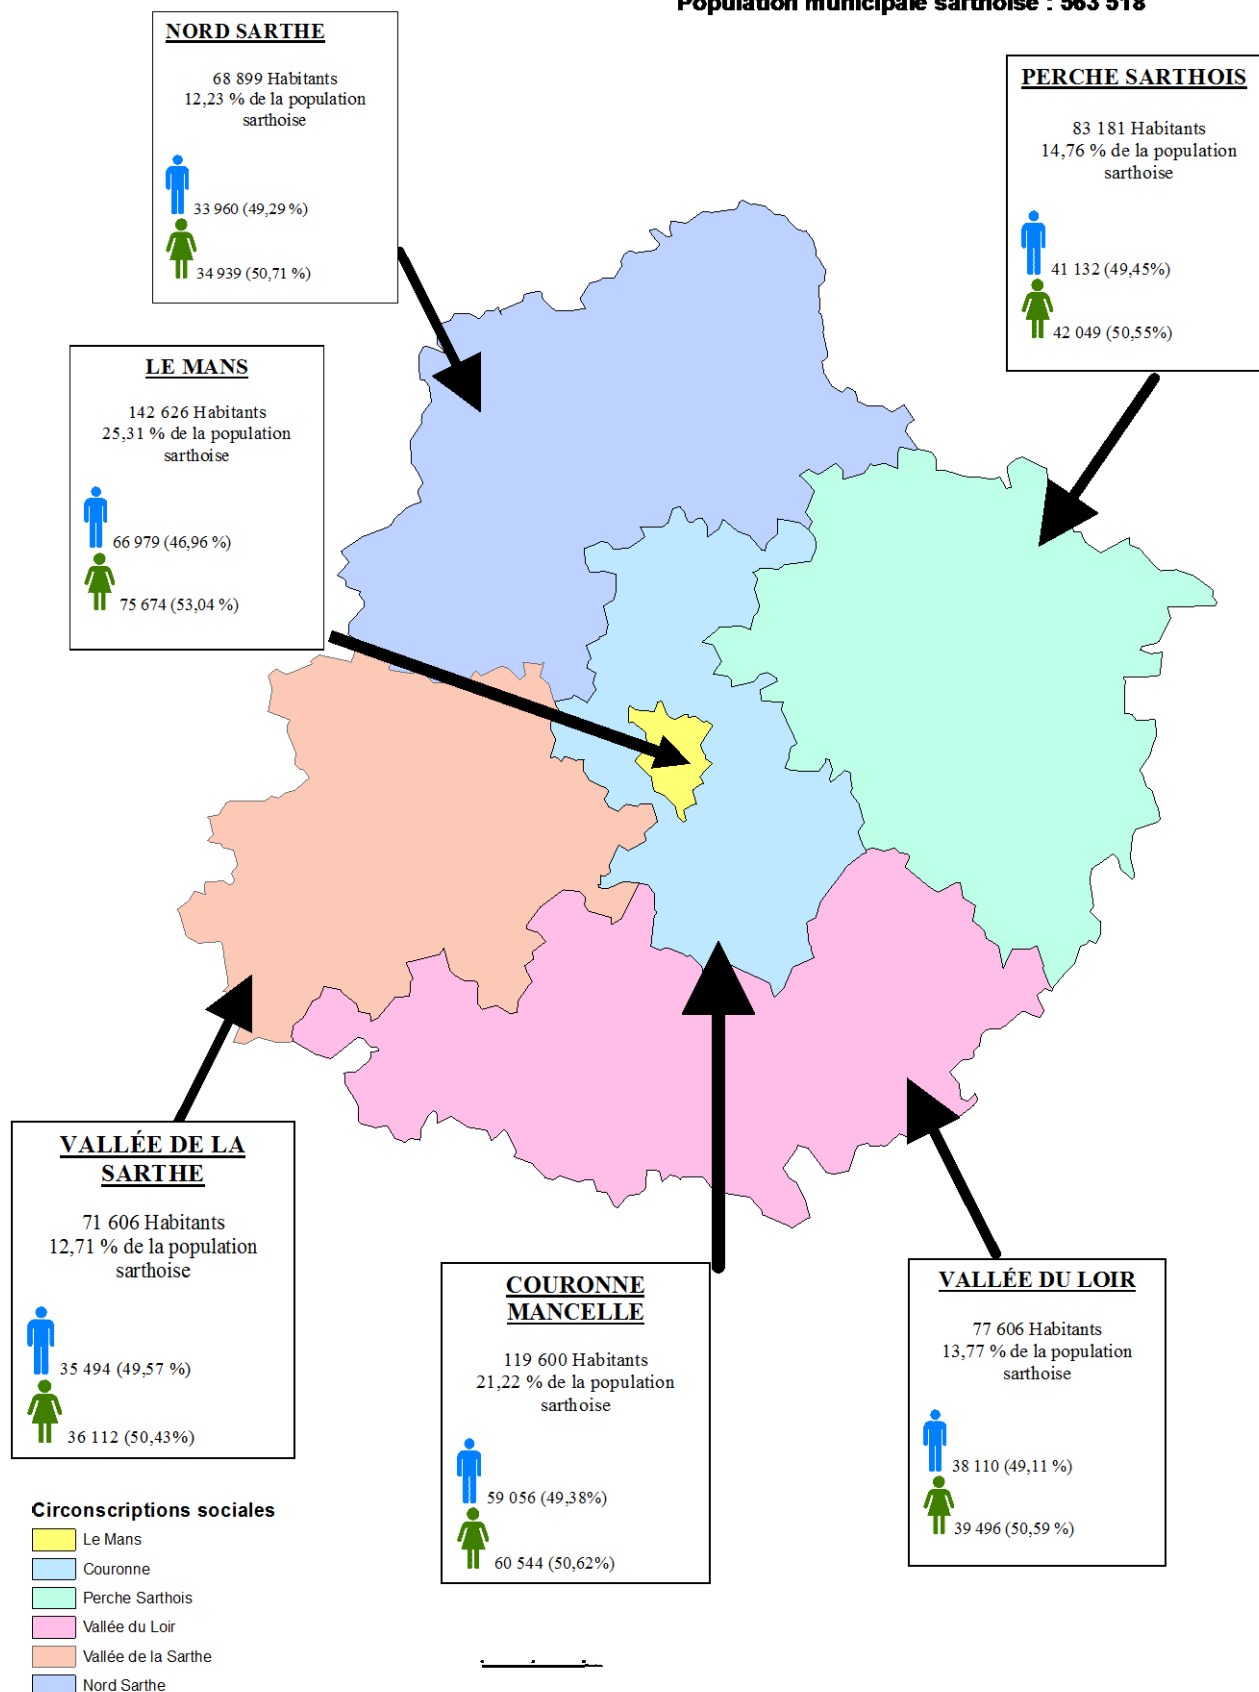 Population municipale sarthoise : 563 518
NORD SARTHE
68 899 Habitants
12,23 % de la population
sarthoise
33 960 (49,29 %)
34 939 (50,71 %)
PERCHE SARTHOIS
83 181 Habitants
14,76 % de la population
sarthoise
41 132 (49,45%)
42 049 (50,55%)
LE MANS
142 626 Habitants
25,31 % de la population
sarthoise
66 979 (46,96 %)
75 674 (53,04 %)
VALLÉE DE LA
SARTHE
71 606 Habitants
12,71 % de la population
sarthoise
35 494 (49,57 %)
36 112 (50,43%)
COURONNE
MANCELLE
119 600 Habitants
21,22 % de la population
sarthoise
59 056 (49,38%)
60 544 (50,62%)
VALLÉE DU LOIR
77 606 Habitants
13,77 % de la population
sarthoise
38 110 (49,11 %)
39 496 (50,59 %)
Circonscriptions sociales
Le Mans
Couronne
Perche Sarthois
Vallée du Loir
Vallée de la Sarthe
Nord Sarthe